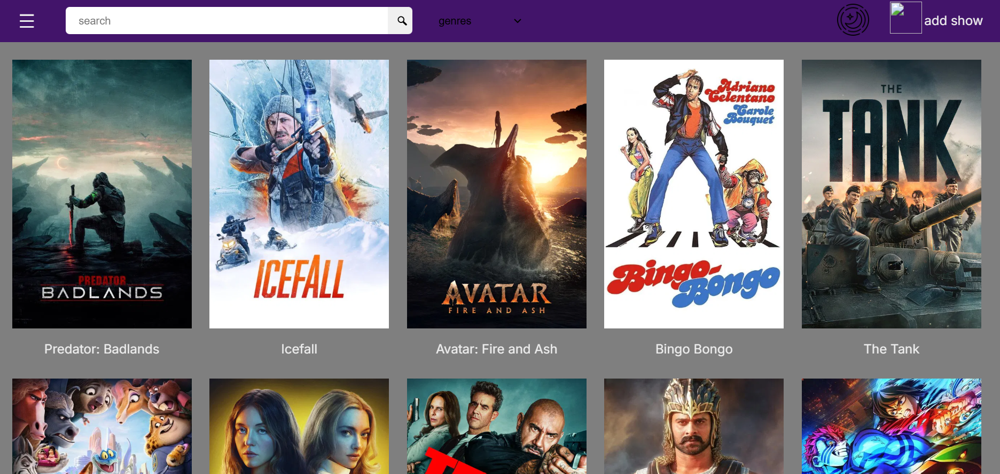 ☰
search
genres
add show
PREDATOR
BADLANDS
ICEFALL
AVATAR
FIRE AND ASH
Adriano
Celentano
Carole
Bouquet
Bingo-
Bongo
THE
TANK
Predator: Badlands
Icefall
Avatar: Fire and Ash
Bingo Bongo
The Tank